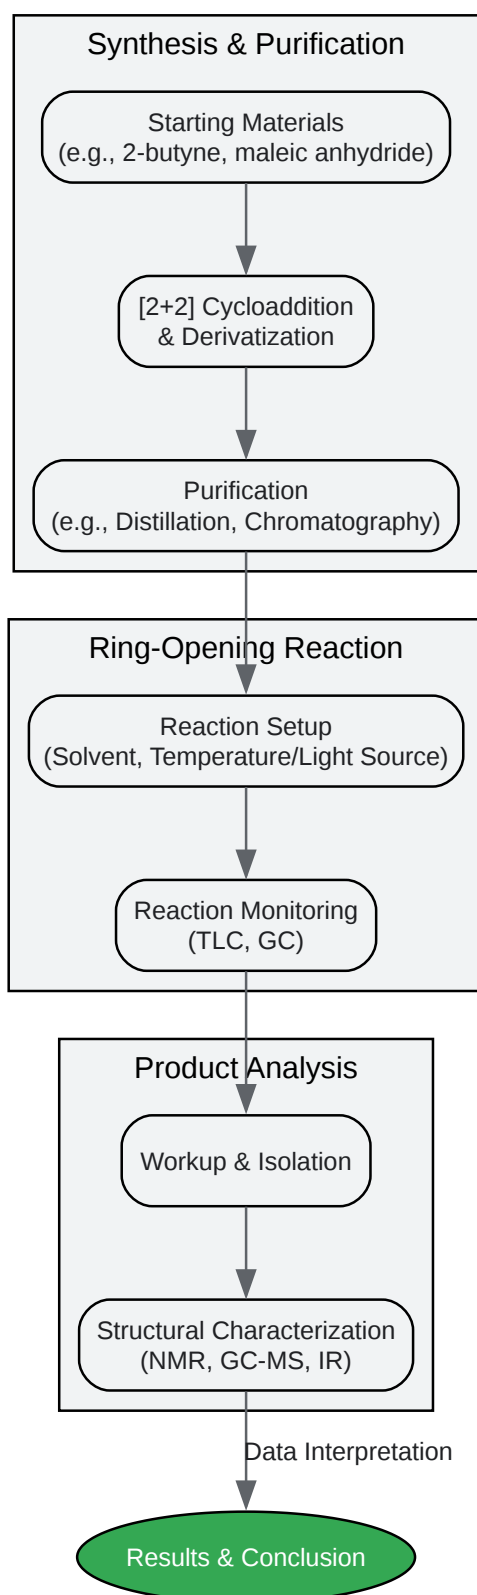 Synthesis & Purification
Starting Materials
(e.g., 2-butyne, maleic anhydride)
[2+2] Cycloaddition
& Derivatization
Purification
(e.g., Distillation, Chromatography)
Ring-Opening Reaction
Reaction Setup
(Solvent, Temperature/Light Source)
Reaction Monitoring
(TLC, GC)
Product Analysis
Workup & Isolation
Structural Characterization
(NMR, GC-MS, IR)
Data Interpretation
Results & Conclusion